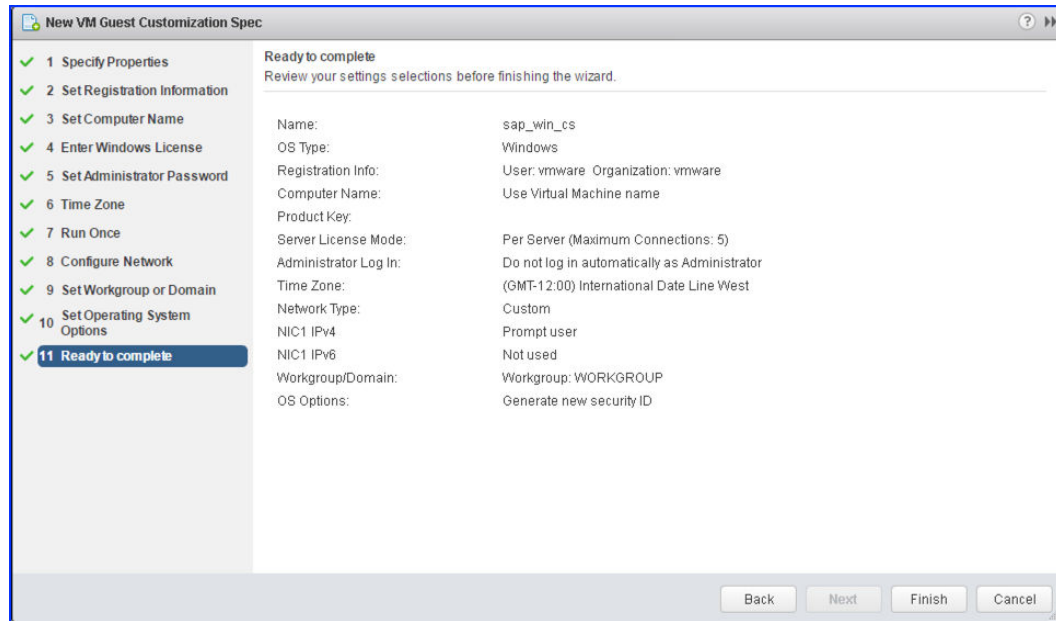 New VM Guest Customization Spec
?
1 Specify Properties
2 Set Registration Information
3 Set Computer Name
4 Enter Windows License
5 Set Administrator Password
6 Time Zone
7 Run Once
8 Configure Network
9 Set Workgroup or Domain
10 Set Operating System
Options
11 Ready to complete
Ready to complete
Review your settings selections before finishing the wizard.
Name: sap_win_cs
OS Type: Windows
Registration Info: User: vmware Organization: vmware
Computer Name: Use Virtual Machine name
Product Key:
Server License Mode: Per Server (Maximum Connections: 5)
Administrator Log In: Do not log in automatically as Administrator
Time Zone: (GMT-12:00) International Date Line West
Network Type: Custom
NIC1 IPv4 Prompt user
NIC1 IPv6 Not used
Workgroup/Domain: Workgroup: WORKGROUP
OS Options: Generate new security ID
Back Next Finish Cancel